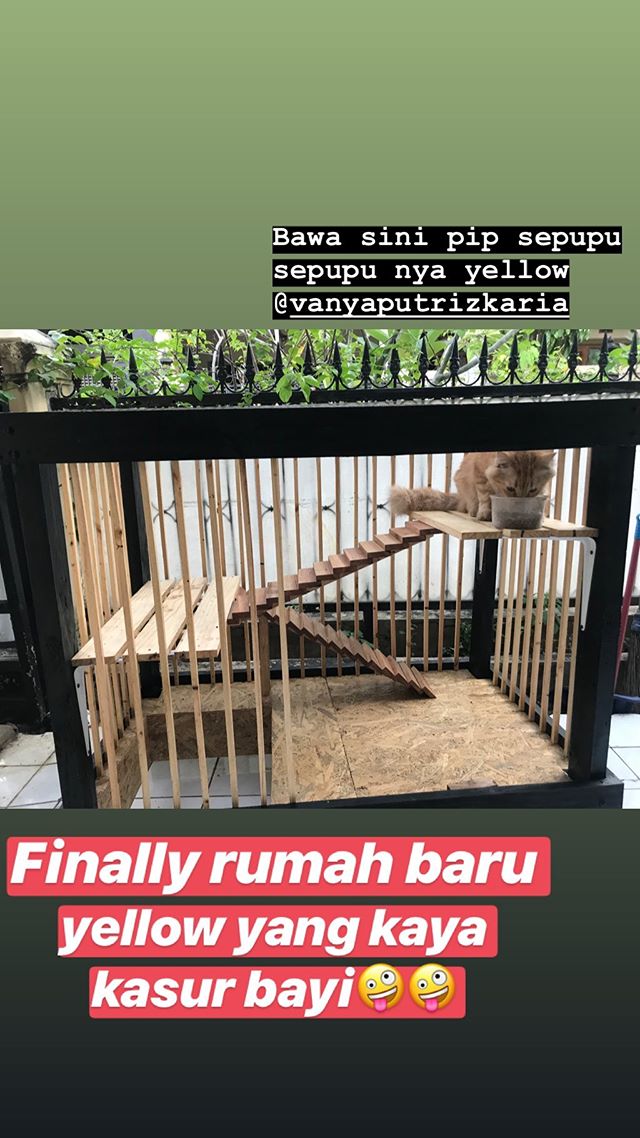 Bawa sini pip sepupu
sepupu nya yellow
@vanyaputrizkaria
Finally rumah baru
yellow yang kaya
kasur bayi🤪🤪